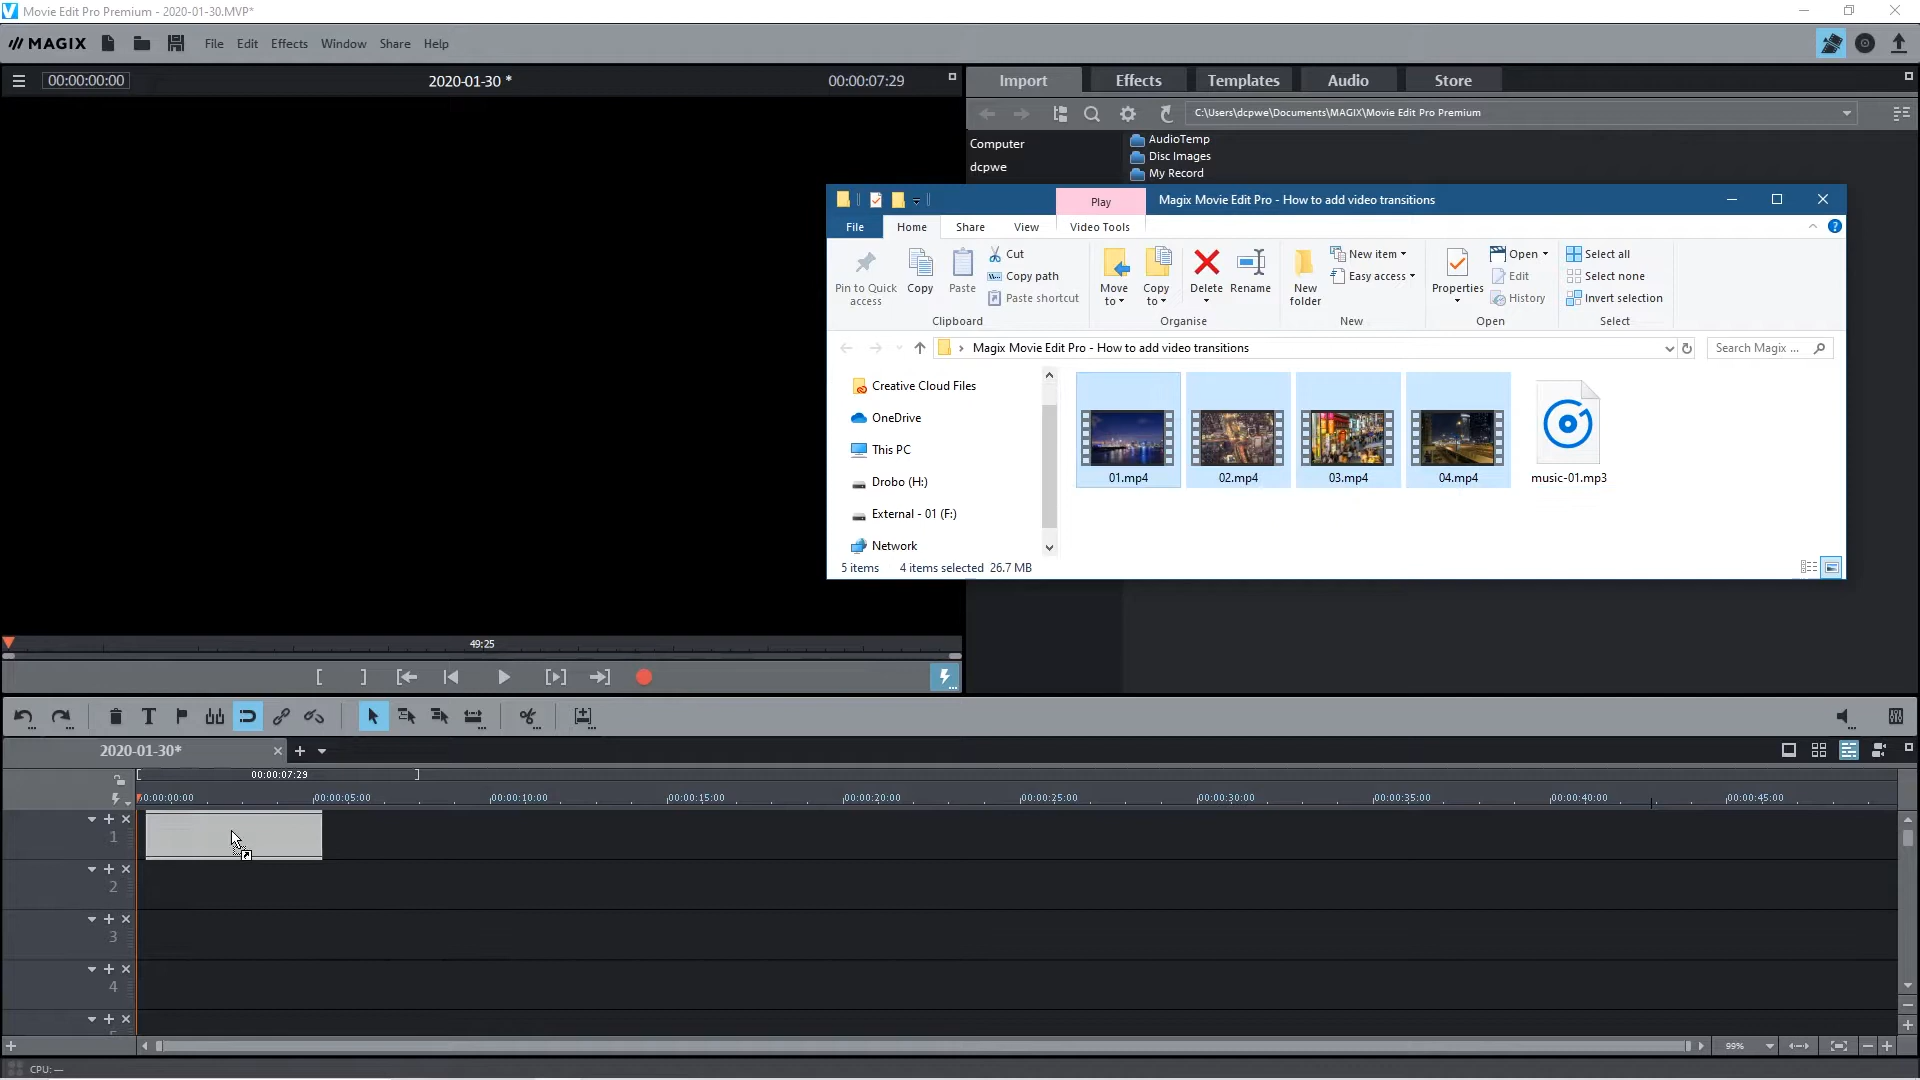 Movie Edit Pro Premium - 2020-01-30.MVP*
MAGIX File Edit Effects Window Share Help
00:00:00:00 2020-01-30 * 00:00:07:29
Import Effects Templates Audio Store
C:\Users\dcpwe\Documents\MAGIX\Movie Edit Pro Premium
Computer
dcpwe
AudioTemp
Disc Images
My Record
Play Magix Movie Edit Pro - How to add video transitions
File Home Share View Video Tools
Pin to Quick access
Copy
Paste
Cut
Copy path
Paste shortcut
Clipboard
Move to
Copy to
Delete
Rename
Organise
New folder
New item
Easy access
New
Properties
Open
Edit
History
Open
Select all
Select none
Invert selection
Select
Magix Movie Edit Pro - How to add video transitions
Search Magix ...
Creative Cloud Files
OneDrive
This PC
Drobo (H:)
External - 01 (F:)
Network
01.mp4 02.mp4 03.mp4 04.mp4 music-01.mp3
5 items 4 items selected 26.7 MB
49:25
2020-01-30*
00:00:07:29
00:00:00:00 00:00:05:00 00:00:10:00 00:00:15:00 00:00:20:00 00:00:25:00 00:00:30:00 00:00:35:00 00:00:40:00 00:00:45:00
1
2
3
4
99%
CPU: —